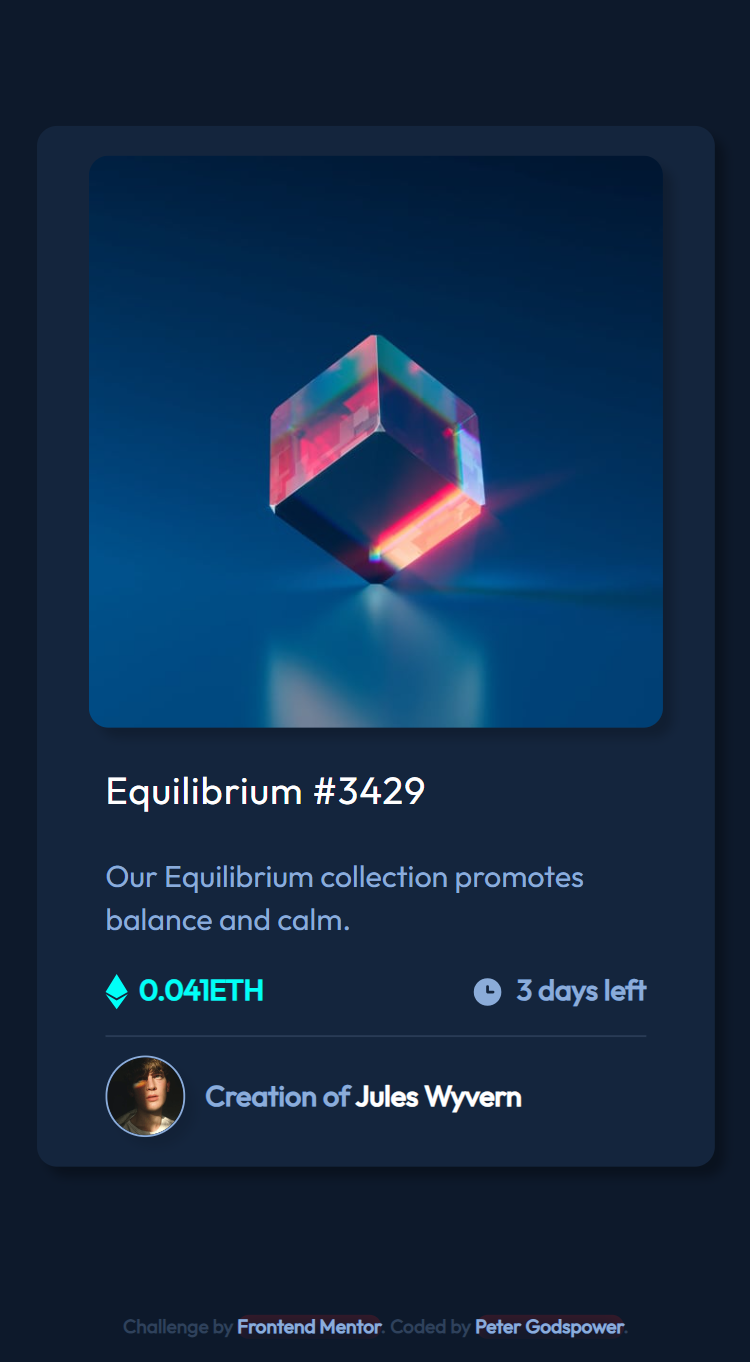 Equilibrium #3429
Our Equilibrium collection promotes
balance and calm.
0.041ETH 3 days left
Creation of Jules Wyvern
Challenge by Frontend Mentor. Coded by Peter Godspower.